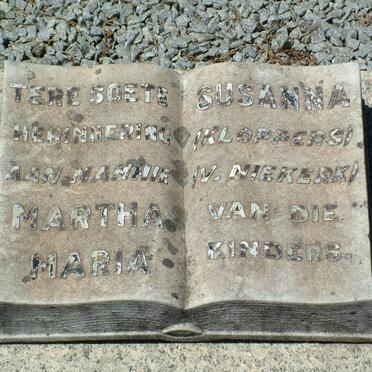 TERE SOETE
HERINNERING
AAN MAMMIE
MARTHA
MARIA
SUSANNA
/KLOPPERS/
/V. NIEKERK/
VAN DIE
KINDERS.